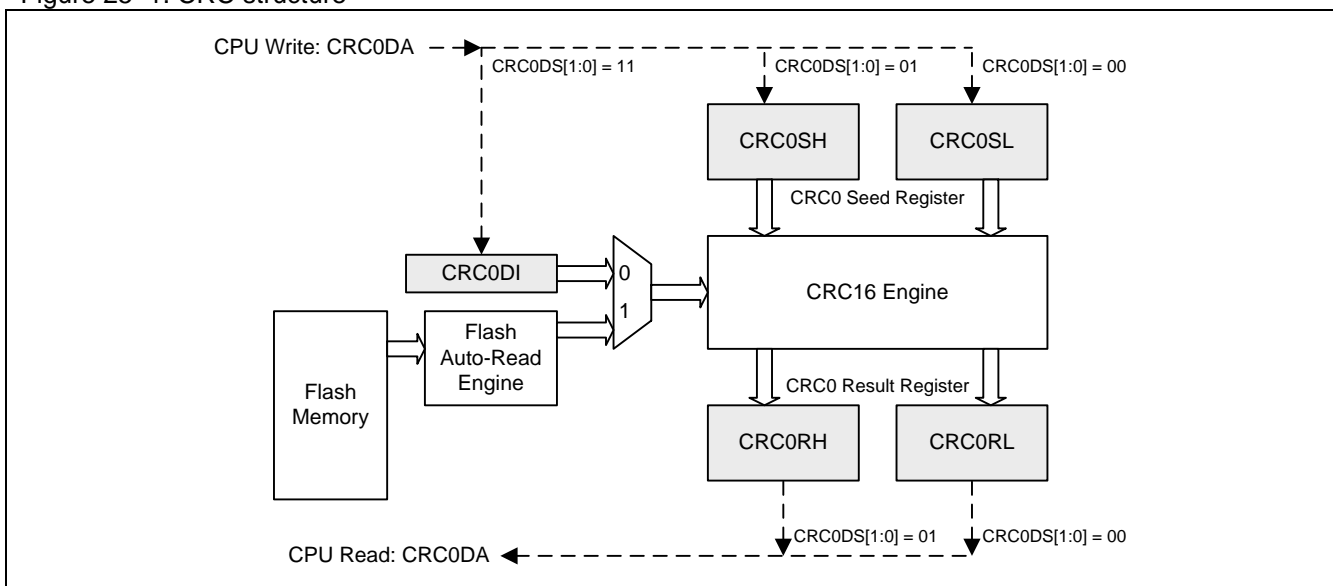 Figure CRC structure
CPU Write: CRC0DA
CRC0DS[1:0] = 11
CRC0DS[1:0] = 01
CRC0DS[1:0] = 00
CRC0SH
CRC0SL
CRC0 Seed Register
CRC0DI
0
1
CRC16 Engine
Flash
Auto-Read
Engine
Flash
Memory
CRC0 Result Register
CRC0RH
CRC0RL
CRC0DS[1:0] = 01
CRC0DS[1:0] = 00
CPU Read: CRC0DA